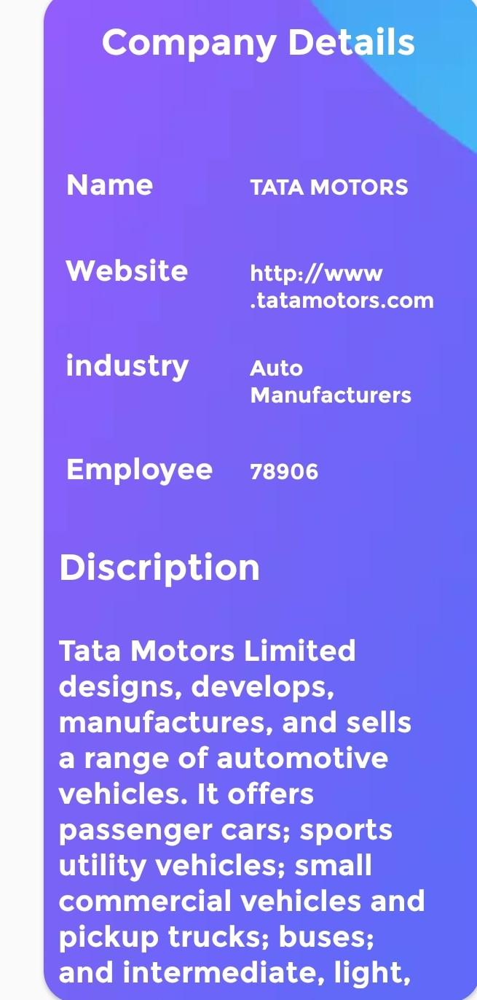 Company Details
Name TATA MOTORS
Website http://www
.tatamotors.com
industry Auto
Manufacturers
Employee 78906
Discription
Tata Motors Limited
designs, develops,
manufactures, and sells
a range of automotive
vehicles. It offers
passenger cars; sports
utility vehicles; small
commercial vehicles and
pickup trucks; buses;
and intermediate, light,